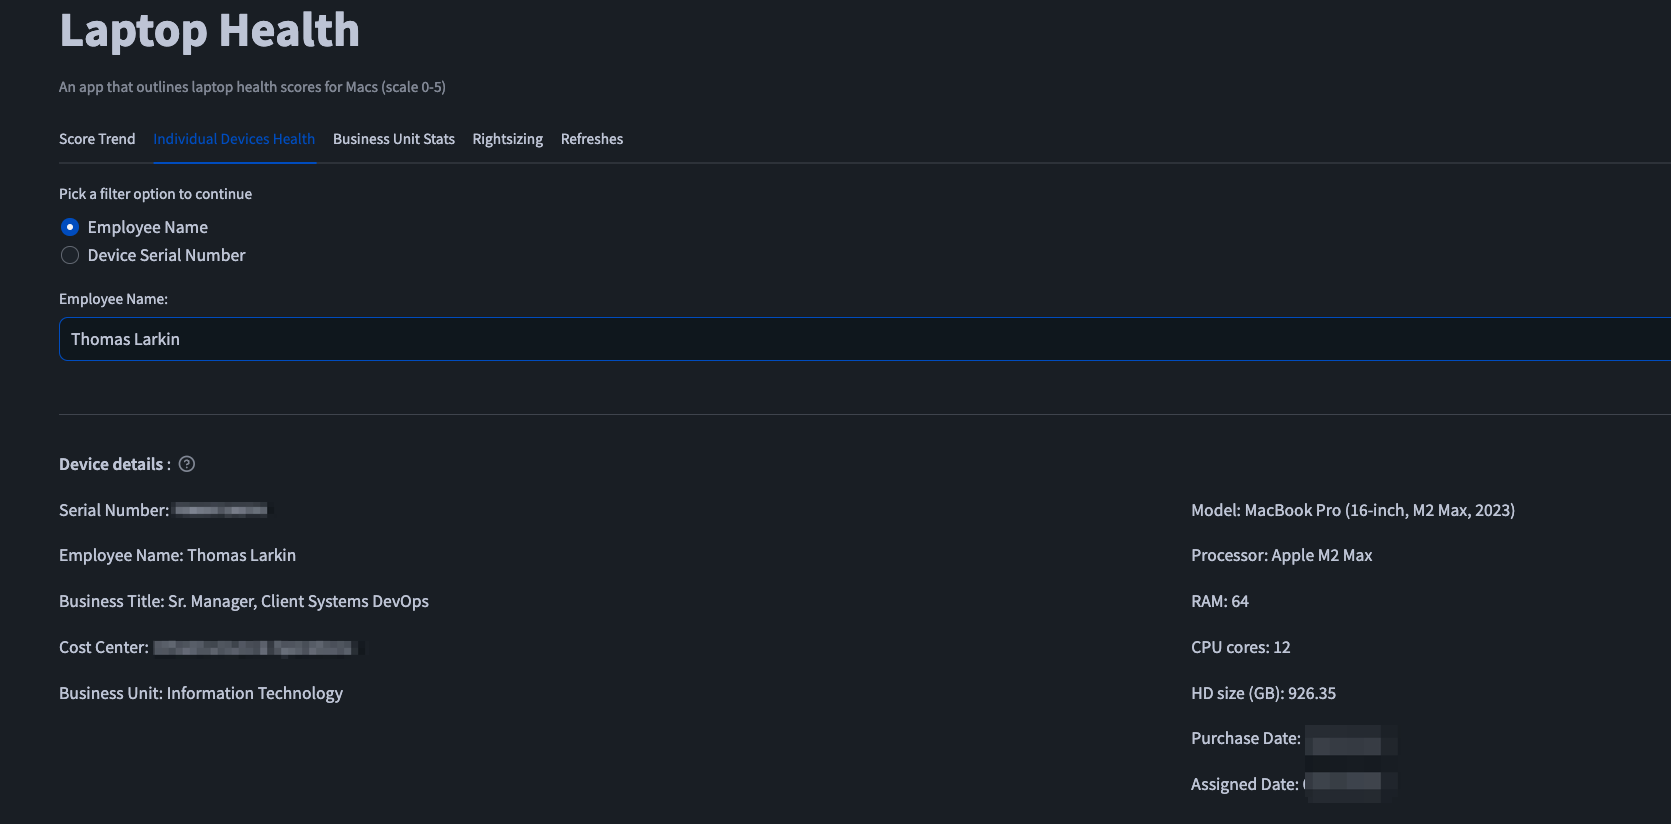 Laptop Health
An app that outlines laptop health scores for Macs (scale 0-5)
Score Trend Individual Devices Health Business Unit Stats Rightsizing Refreshes
Pick a filter option to continue
Employee Name
Device Serial Number
Employee Name:
Thomas Larkin
Device details :
Serial Number:
Employee Name: Thomas Larkin
Business Title: Sr. Manager, Client Systems DevOps
Cost Center:
Business Unit: Information Technology
Model: MacBook Pro (16-inch, M2 Max, 2023)
Processor: Apple M2 Max
RAM: 64
CPU cores: 12
HD size (GB): 926.35
Purchase Date:
Assigned Date: